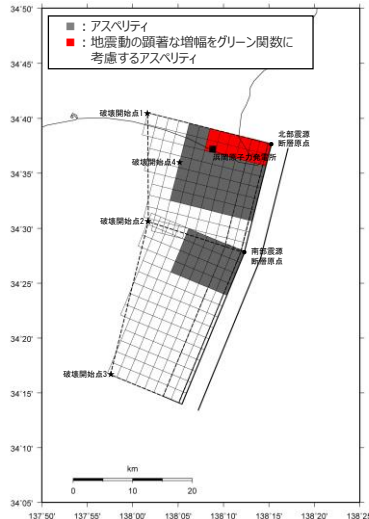 ■：アスペリティ
■：地震動の顕著な増幅をグリーン関数に
考慮するアスペリティ
34˚50'
34˚45'
34˚40'
34˚35'
34˚30'
34˚25'
34˚20'
34˚15'
34˚10'
34˚05'
破壊開始点1
北部震源
断層原点
浜岡原子力発電所
破壊開始点4
破壊開始点2
南部震源
断層原点
破壊開始点3
km
0 10 20
137˚50' 137˚55' 138˚00' 138˚05' 138˚10' 138˚15' 138˚20' 138˚25'